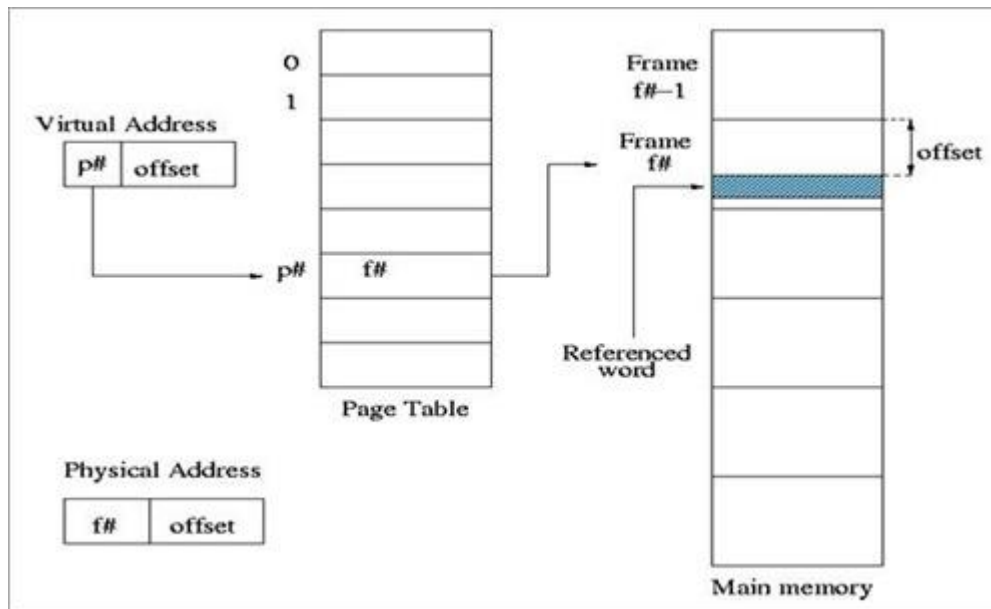 Virtual Address
p# offset
0
1
p# f#
Page Table
Physical Address
f# offset
Frame
f#-1
Frame
f#
offset
Referenced
word
Main memory